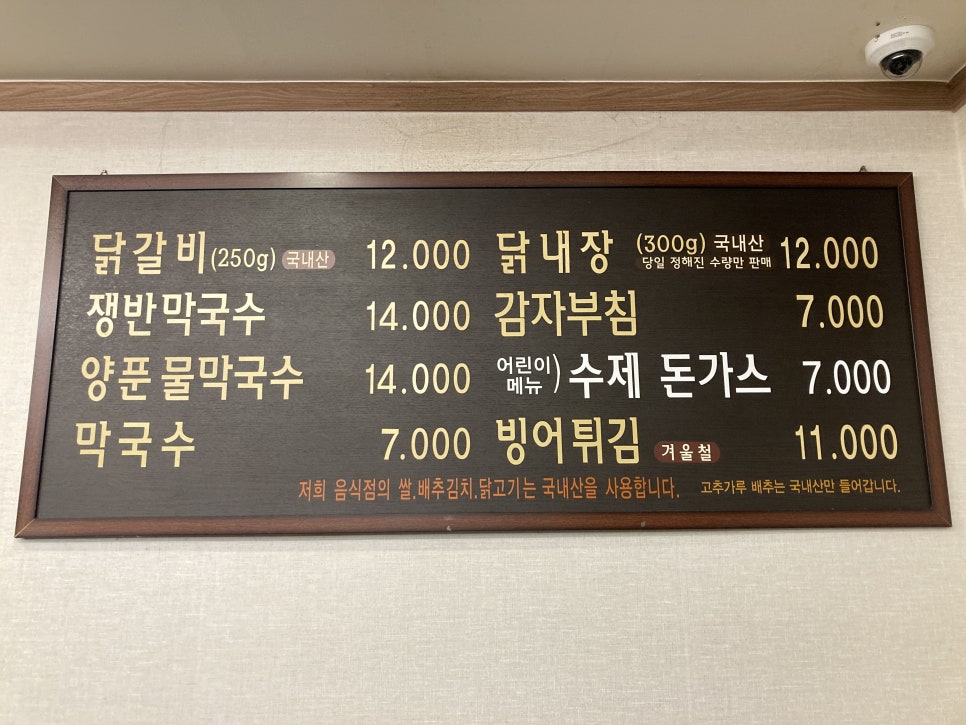 닭갈비(250g) 국내산 12.000
쟁반막국수 14.000
양푼 물막국수 14.000
막국수 7.000
닭내장 (300g) 국내산 당일 정해진 수량만 판매 12.000
감자부침 7.000
어린이 메뉴) 수제 돈가스 7.000
빙어튀김 겨울철 11.000
저희 음식점의 쌀.배추김치.닭고기는 국내산을 사용합니다.
고추가루 배추는 국내산만 들어갑니다.